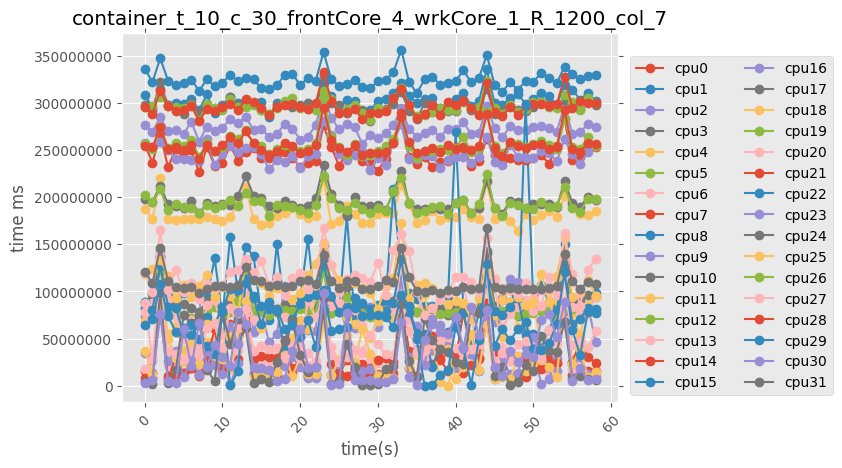 container_t_10_c_30_frontCore_4_wrkCore_1_R_1200_col_7
time ms
350000000
300000000
250000000
200000000
150000000
100000000
50000000
0
0
10
20
30
40
50
60
time(s)
cpu0
cpu1
cpu2
cpu3
cpu4
cpu5
cpu6
cpu7
cpu8
cpu9
cpu10
cpu11
cpu12
cpu13
cpu14
cpu15
cpu16
cpu17
cpu18
cpu19
cpu20
cpu21
cpu22
cpu23
cpu24
cpu25
cpu26
cpu27
cpu28
cpu29
cpu30
cpu31